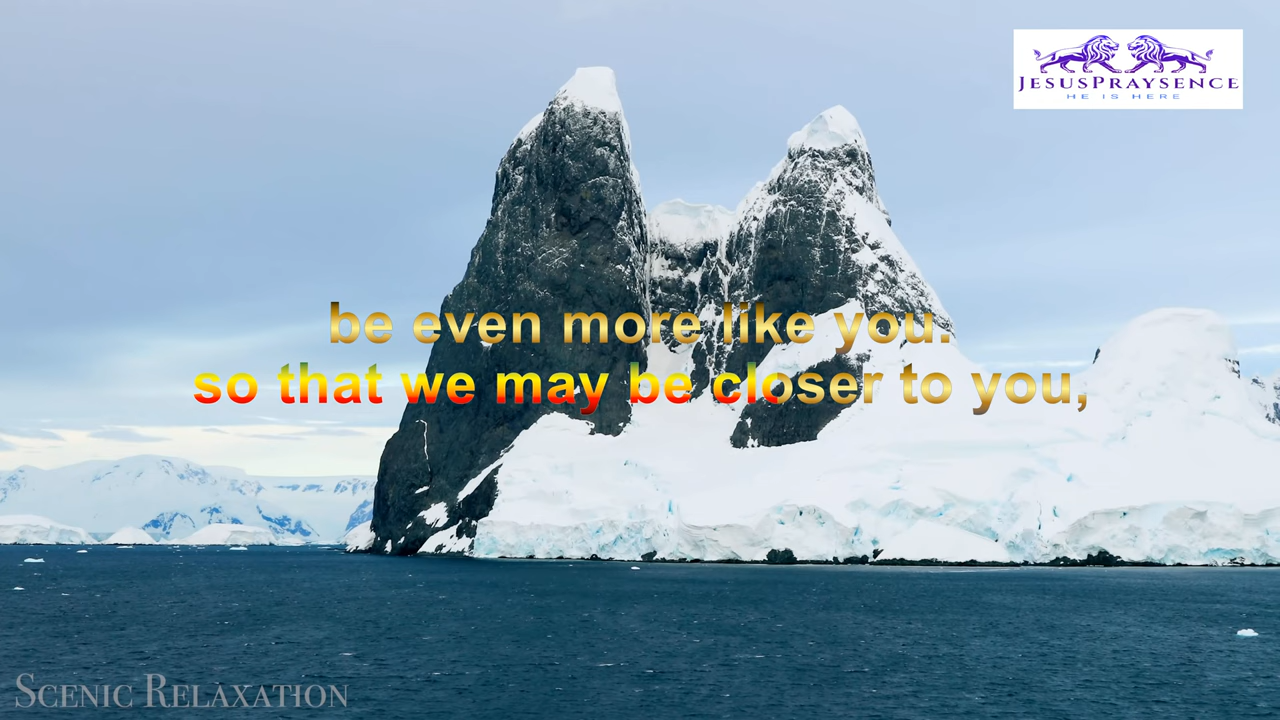 JESUSPRAYSENCE
HE IS HERE
be even more like you.
so that we may be closer to you,
SCENIC RELAXATION